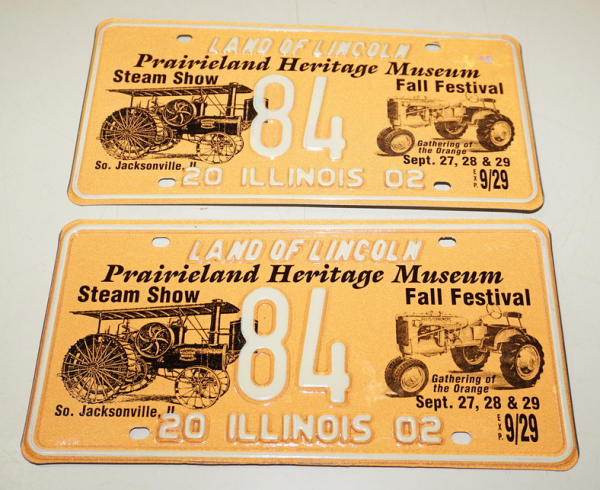 LAND OF LINCOLN
Prairieland Heritage Museum
Steam Show
Fall Festival
84
Gathering of
the Orange
Sept. 27, 28 & 29
So. Jacksonville, IL
EXP. 9/29
20 ILLINOIS 02
LAND OF LINCOLN
Prairieland Heritage Museum
Steam Show
Fall Festival
84
Gathering of
the Orange
Sept. 27, 28 & 29
So. Jacksonville, IL
EXP. 9/29
20 ILLINOIS 02